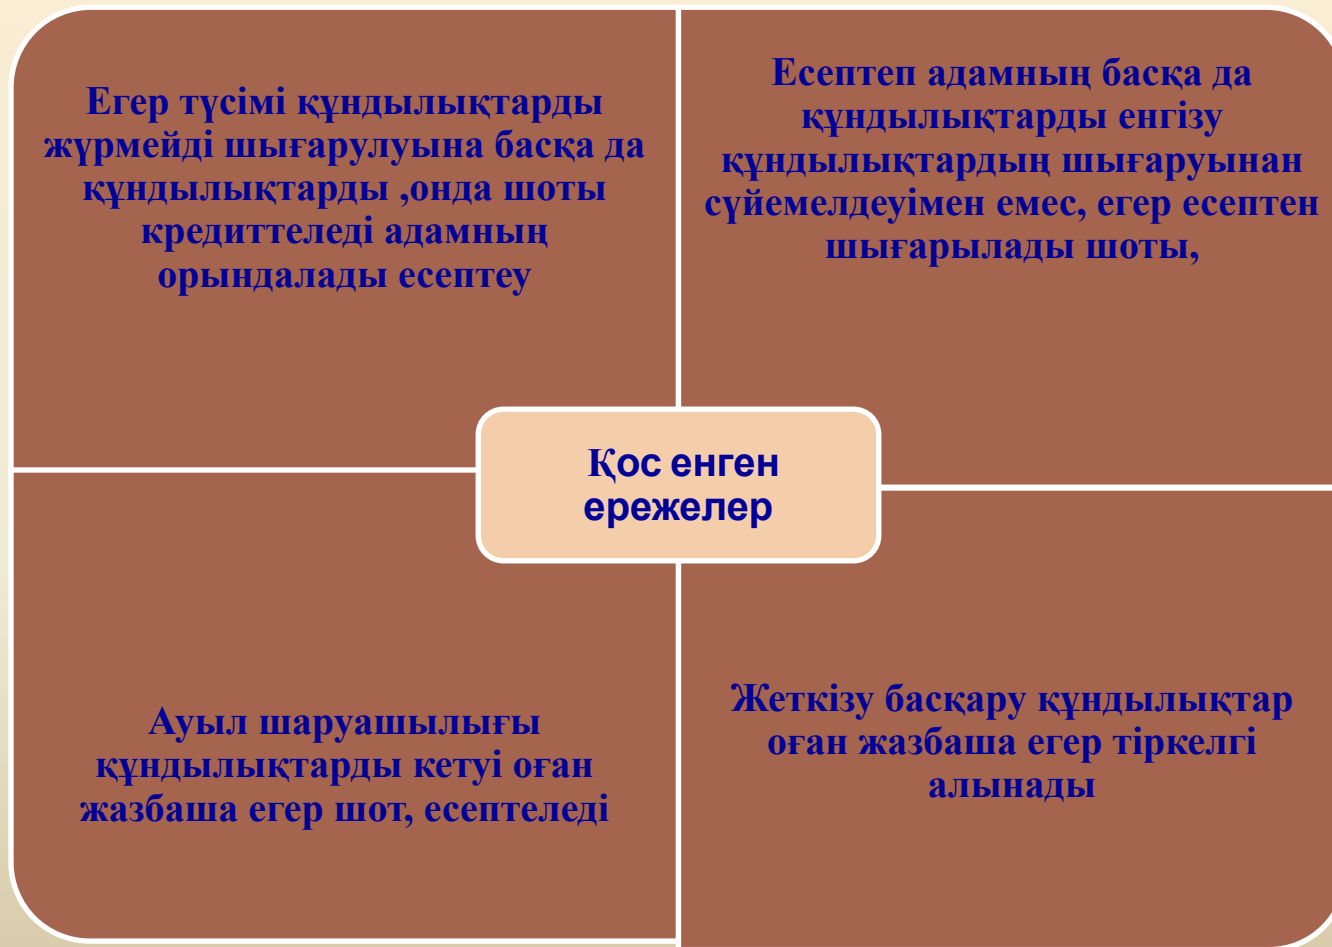 Егер түсімі құндылықтарды
жүрмейді шығарулуына басқа да
құндылықтарды ,онда шоты
кредиттеледі адамның
орындалады есептеу
Есептеп адамның басқа да
құндылықтарды енгізу
құндылықтардың шығаруынан
сүйемелдеуімен емес, егер есептен
шығарылады шоты,
Қос енген
ережелер
Ауыл шаруашылығы
құндылықтарды кетуі оған
жазбаша егер шот, есептеледі
Жеткізу басқару құндылықтар
оған жазбаша егер тіркелгі
алынады